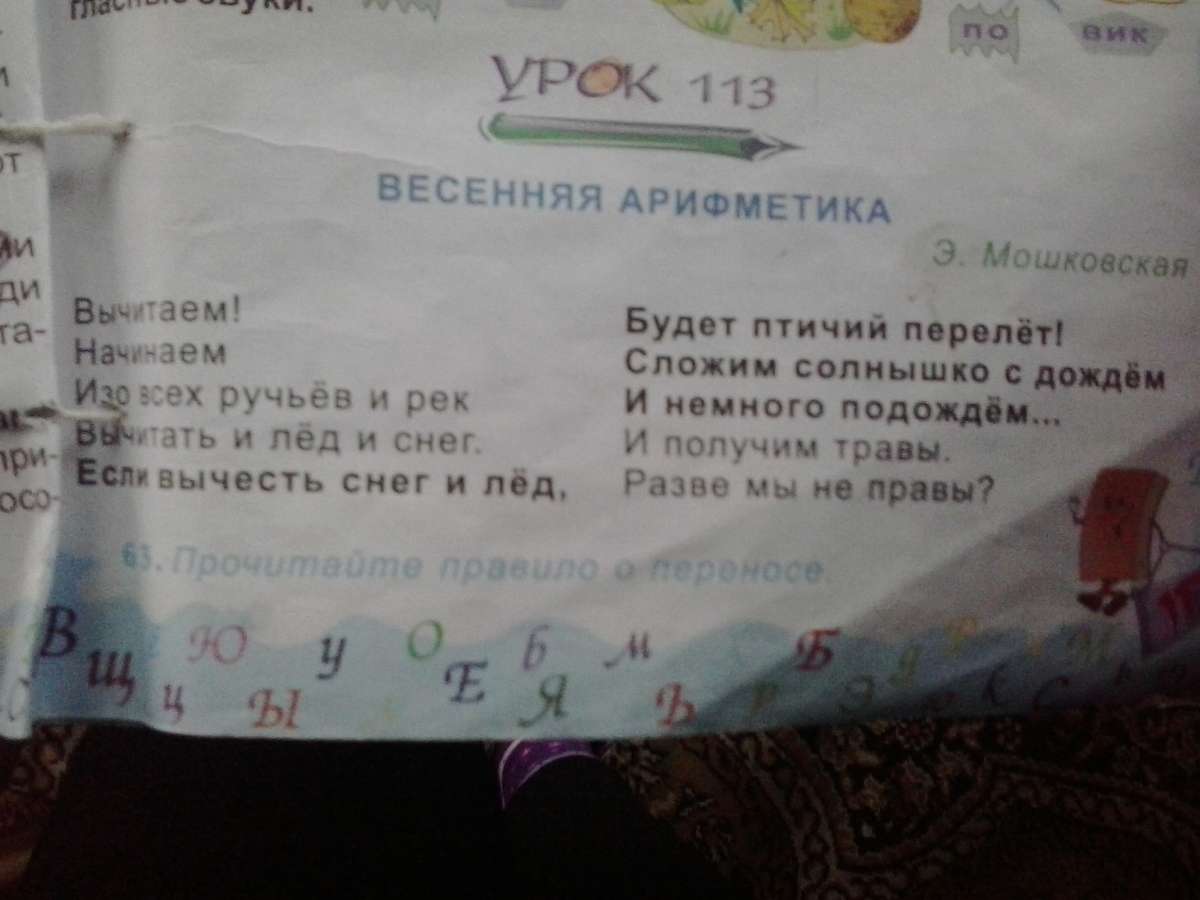 гласные звуки.
по
вик
УРОК 113
ВЕСЕННЯЯ АРИФМЕТИКА
Э. Мошковская
Вычитаем!
Начинаем
Изо всех ручьёв и рек
Вычитать и лёд и снег.
Если вычесть снег и лёд,
Будет птичий перелёт!
Сложим солнышко с дождём
И немного подождём...
И получим травы.
Разве мы не правы?
63. Прочитайте правило о переносе.
В Щ Ю Ц Ы У О Е Б Я М Ъ Б